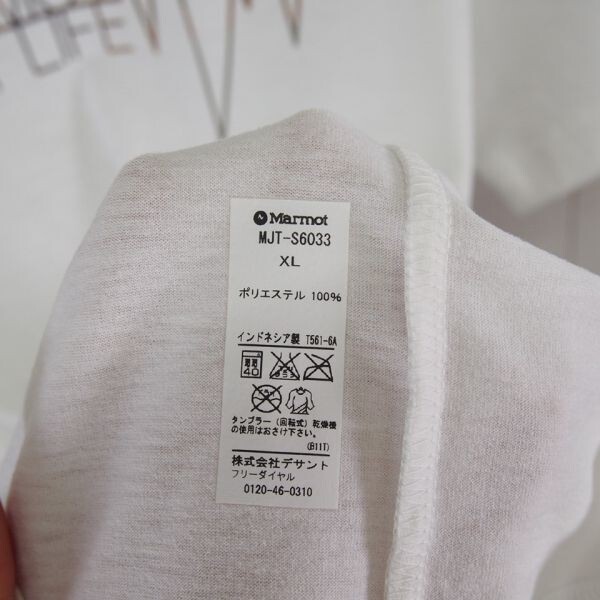 LIFE
Marmot
MJT-S6033
XL
ポリエステル 100%
インドネシア製 T561-6A
40
タンブラー (回転式) 乾燥機
の使用はおさけ下さい。
(B11T)
株式会社デサント
フリーダイヤル
0120-46-0310